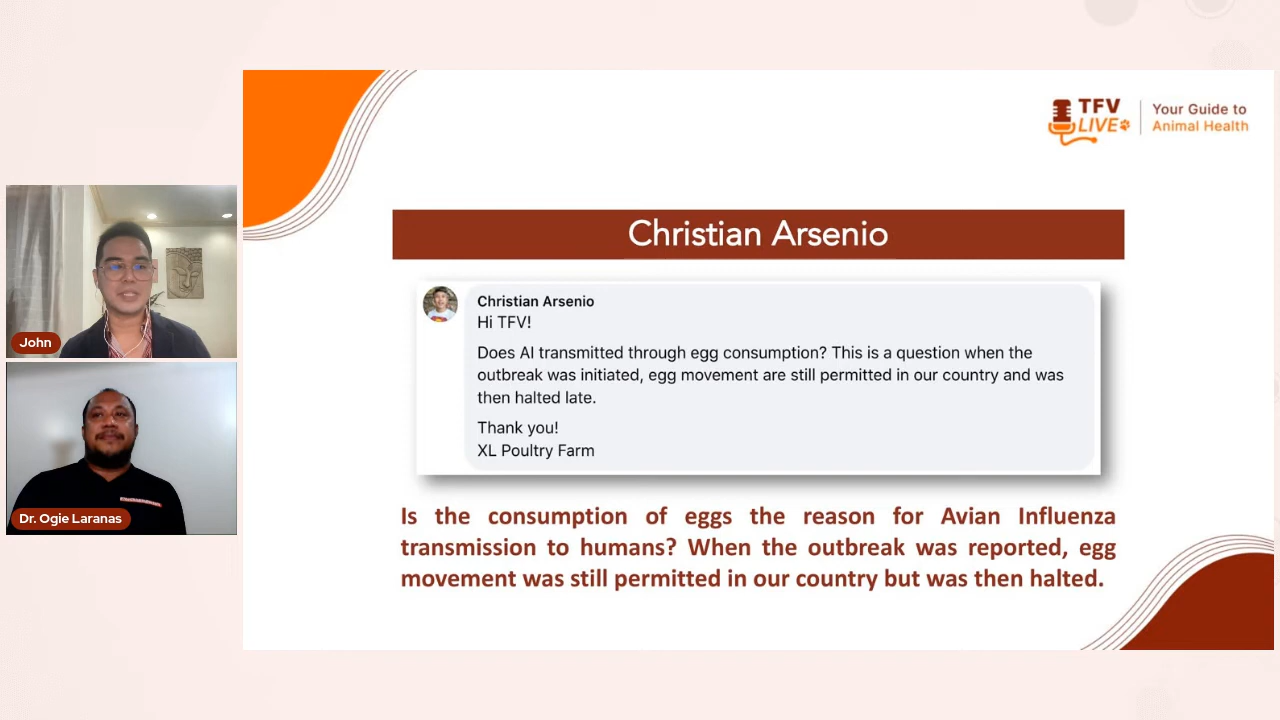 TFV
LIVE
Your Guide to
Animal Health
Christian Arsenio
Christian Arsenio
Hi TFV!
Does AI transmitted through egg consumption? This is a question when the
outbreak was initiated, egg movement are still permitted in our country and was
then halted late.
Thank you!
XL Poultry Farm
John
Dr. Ogie Laranas
Is the consumption of eggs the reason for Avian Influenza
transmission to humans? When the outbreak was reported, egg
movement was still permitted in our country but was then halted.